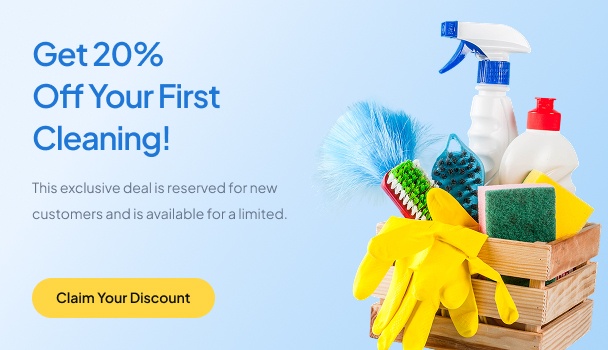 Get 20%
Off Your First
Cleaning!
This exclusive deal is reserved for new
customers and is available for a limited.
Claim Your Discount